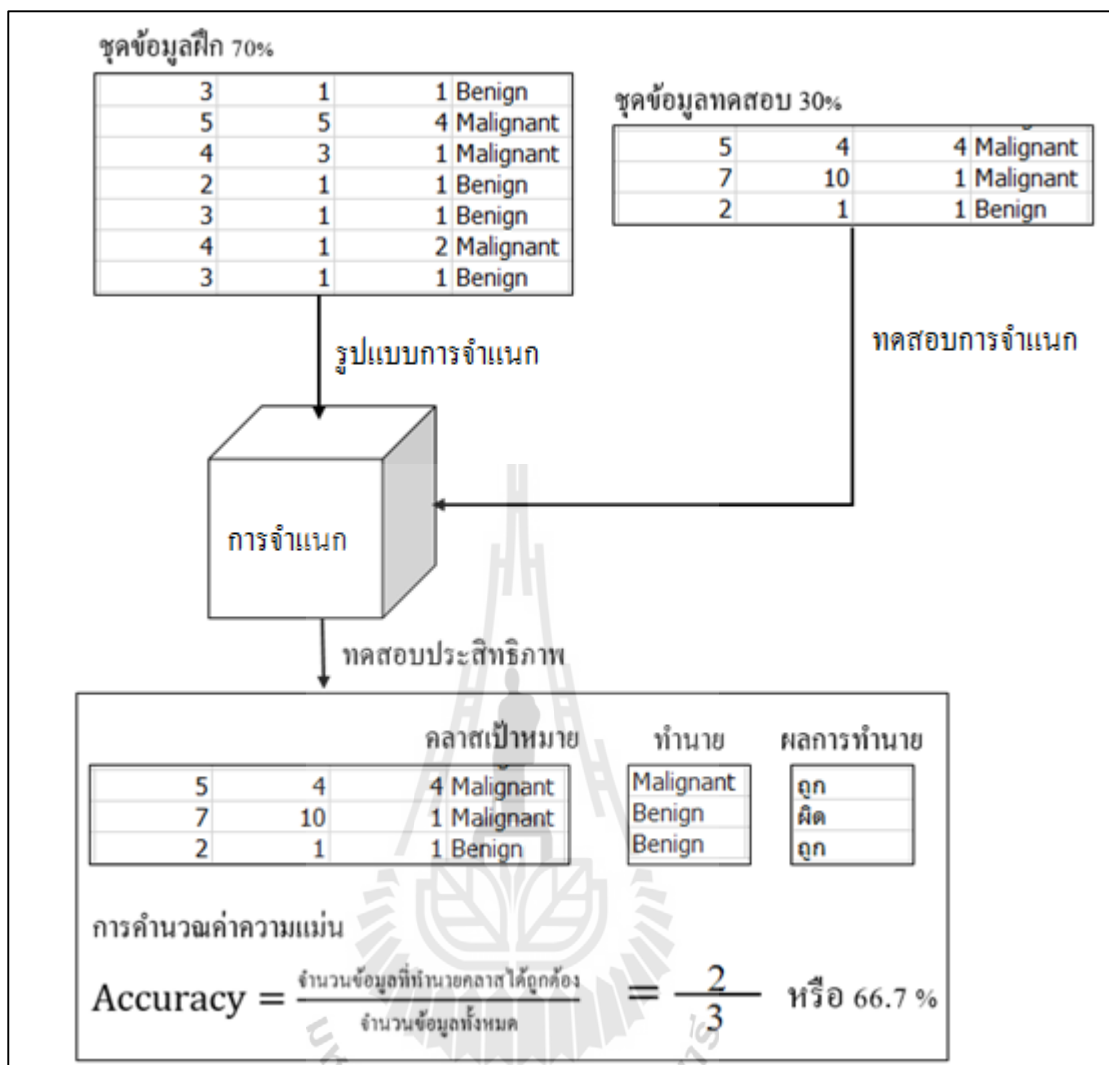 ชุดข้อมูลฝึก 70%
3 1 1 Benign
5 5 4 Malignant
4 3 1 Malignant
2 1 1 Benign
3 1 1 Benign
4 1 2 Malignant
3 1 1 Benign
ชุดข้อมูลทดสอบ 30%
5 4 4 Malignant
7 10 1 Malignant
2 1 1 Benign
รูปแบบการจำแนก
ทดสอบการจำแนก
การจำแนก
ทดสอบประสิทธิภาพ
คลาสเป้าหมาย ทำนาย ผลการทำนาย
5 4 4 Malignant Malignant ถูก
7 10 1 Malignant Benign ผิด
2 1 1 Benign Benign ถูก
การคำนวณค่าความแม่น
Accuracy = จำนวนข้อมูลที่ทำนายคลาสได้ถูกต้อง / จำนวนข้อมูลทั้งหมด = 2 / 3 หรือ 66.7 %